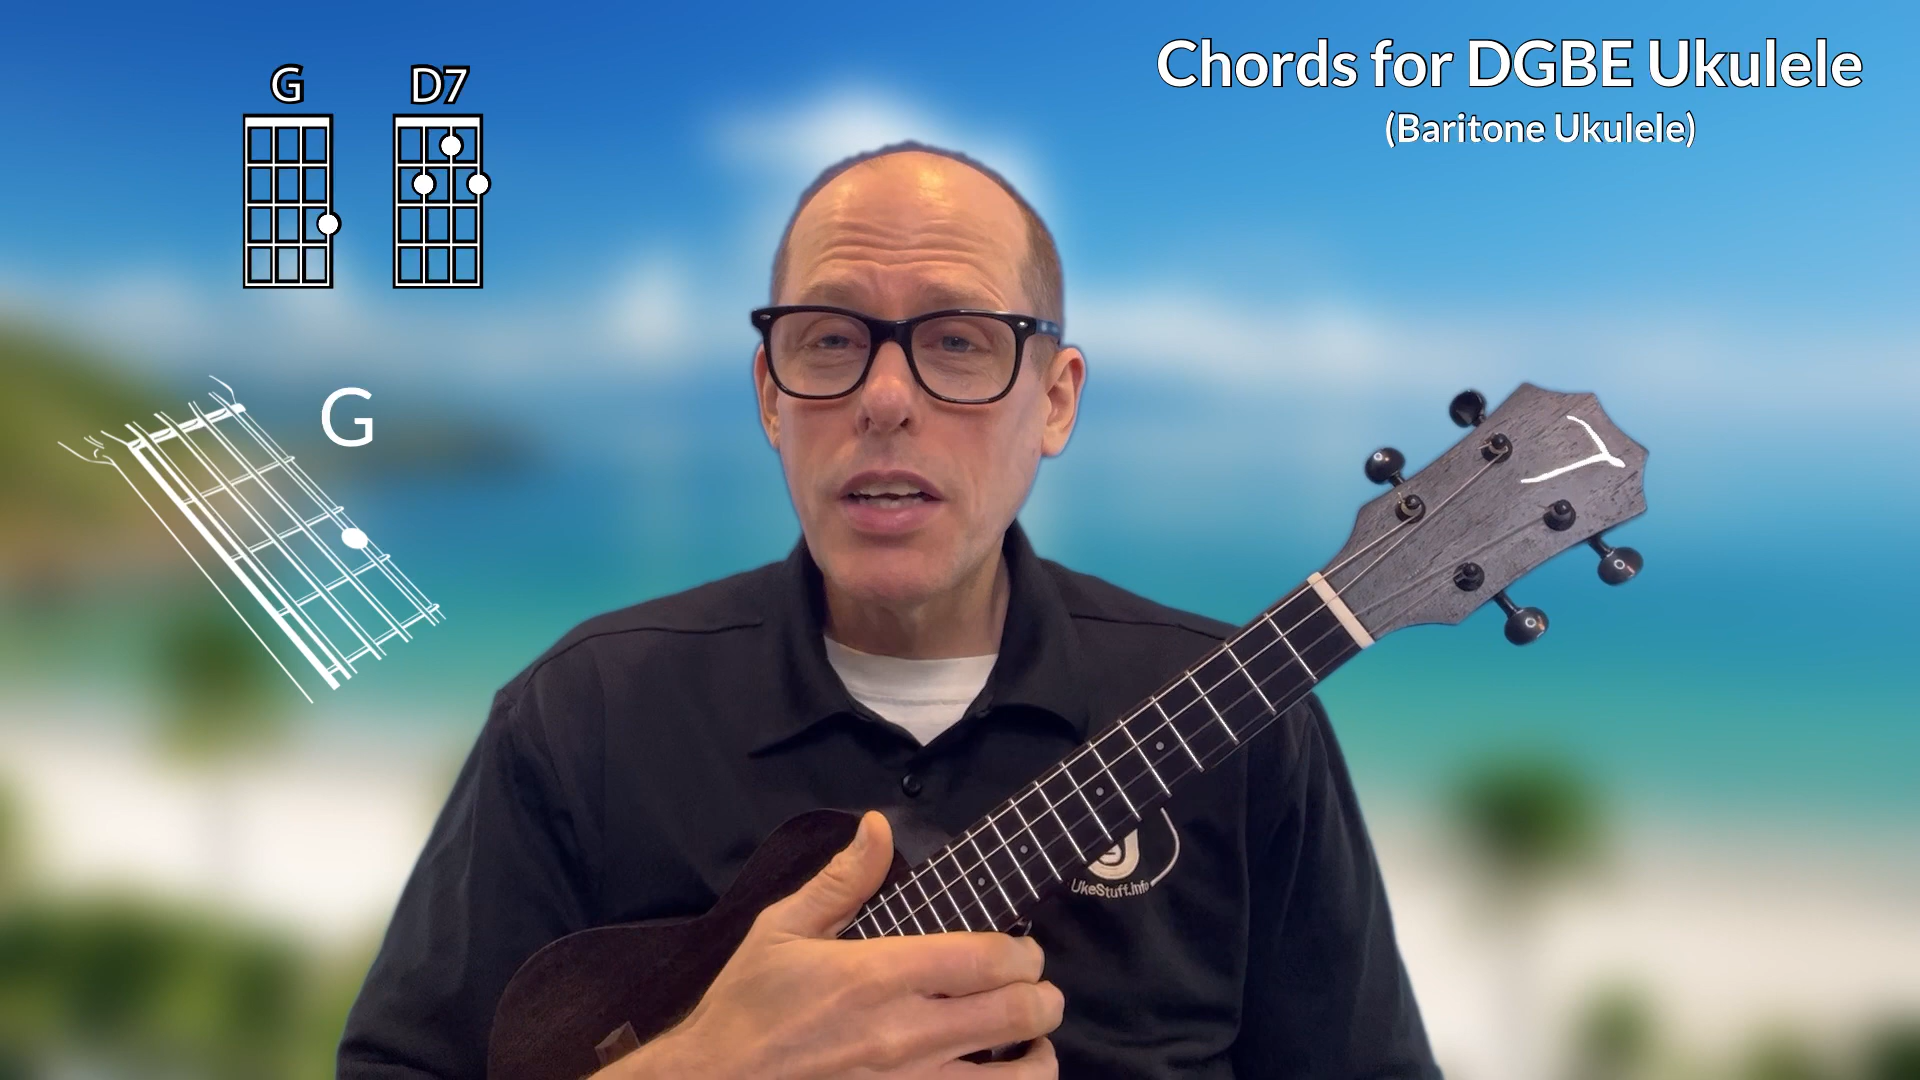 G D7
Chords for DGBE Ukulele
(Baritone Ukulele)
G
UkeStuff.info